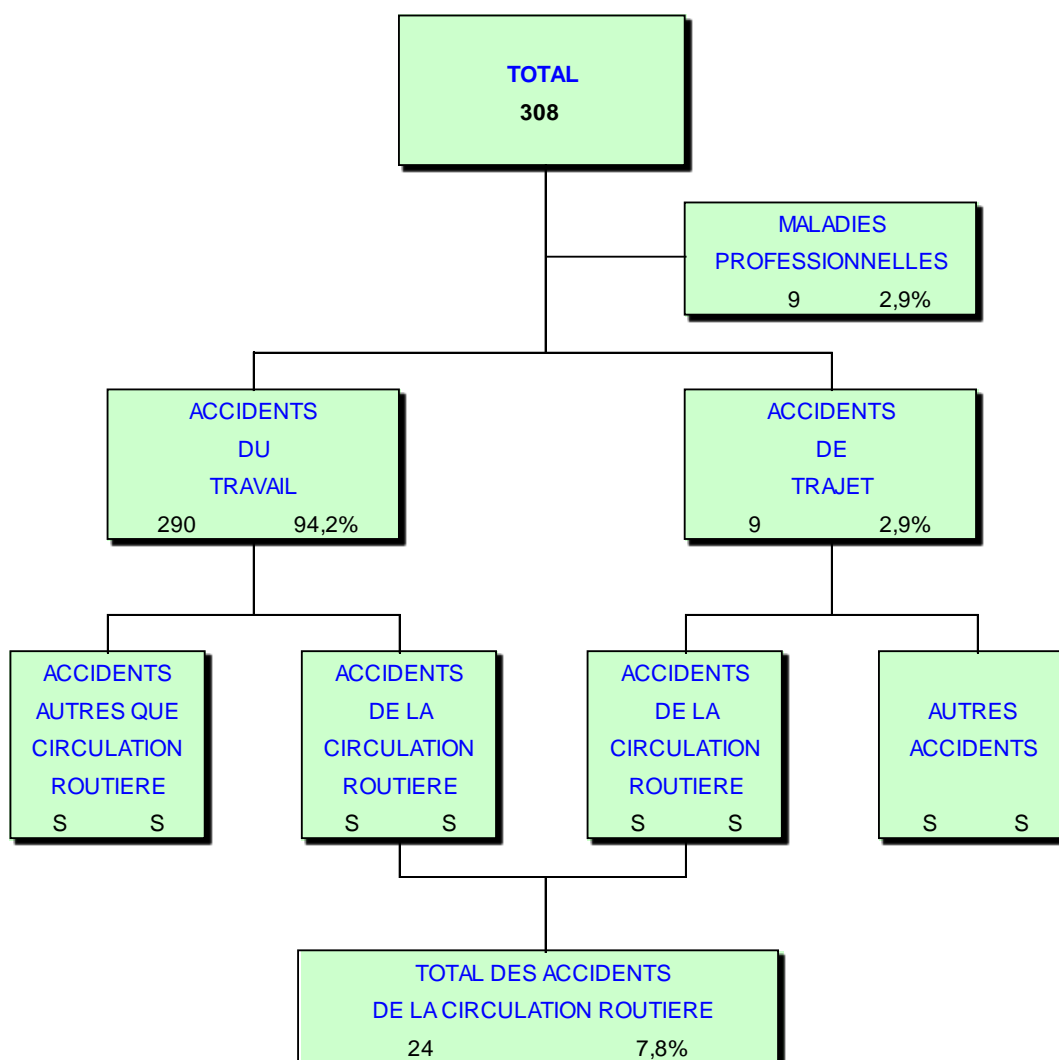 TOTAL
308
MALADIES
PROFESSIONNELLES
9 2,9%
ACCIDENTS
DU
TRAVAIL
290 94,2%
ACCIDENTS
DE
TRAJET
9 2,9%
ACCIDENTS
AUTRES QUE
CIRCULATION
ROUTIERE
S S
ACCIDENTS
DE LA
CIRCULATION
ROUTIERE
S S
ACCIDENTS
DE LA
CIRCULATION
ROUTIERE
S S
AUTRES
ACCIDENTS
S S
TOTAL DES ACCIDENTS
DE LA CIRCULATION ROUTIERE
24 7,8%